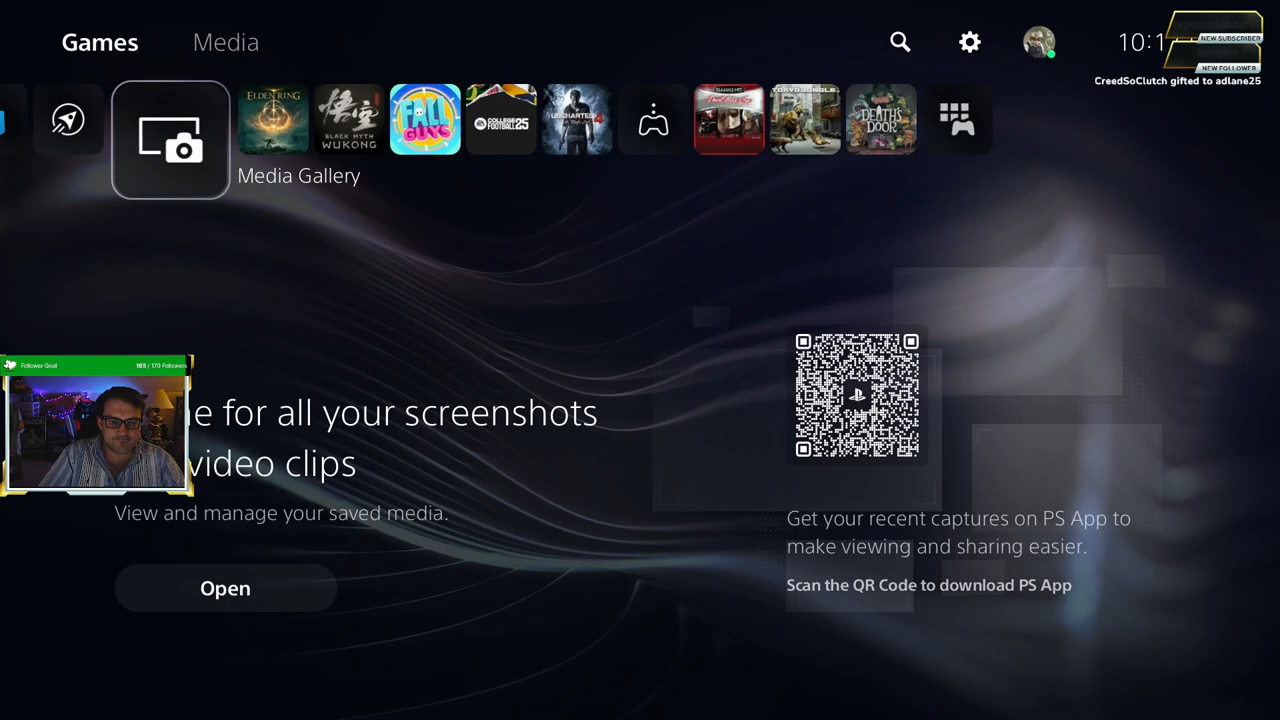 Games
Media
10:1
NEW SUBSCRIBER
NEW FOLLOWER
CreedSoClutch gifted to adlane25
ELDEN RING
悟空
BLACK MYTH
WUKONG
FALL
GUYS
COLLEGE
FOOTBALL 25
UNCHARTED 4
TOKYO JUNGLE
DEATH'S
DOOR
Media Gallery
Follower Goal
165 / 170 Followers
e for all your screenshots
video clips
View and manage your saved media.
Open
Get your recent captures on PS App to
make viewing and sharing easier.
Scan the QR Code to download PS App